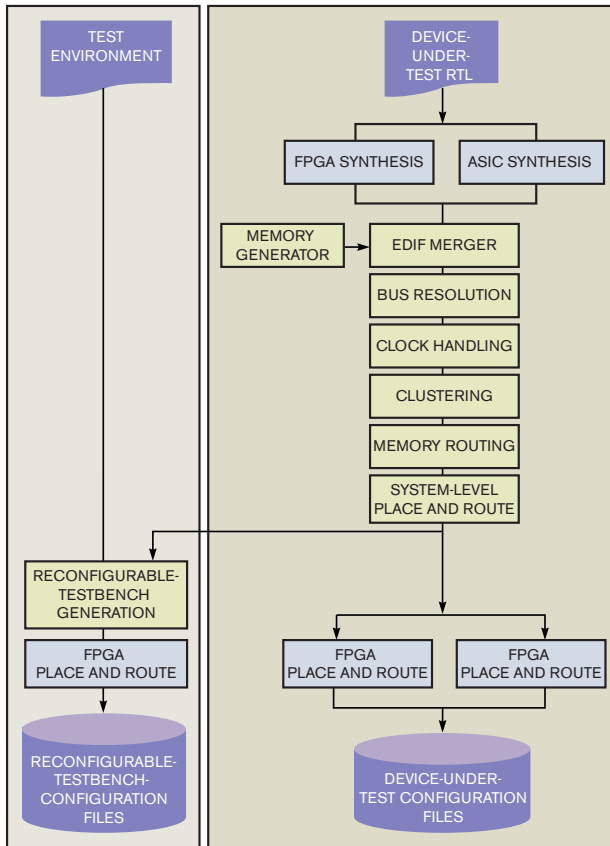 TEST
ENVIRONMENT
DEVICE-
UNDER-
TEST RTL
FPGA SYNTHESIS
ASIC SYNTHESIS
MEMORY
GENERATOR
EDIF MERGER
BUS RESOLUTION
CLOCK HANDLING
CLUSTERING
MEMORY ROUTING
SYSTEM-LEVEL
PLACE AND ROUTE
RECONFIGURABLE-
TESTBENCH
GENERATION
FPGA
PLACE AND ROUTE
FPGA
PLACE AND ROUTE
FPGA
PLACE AND ROUTE
RECONFIGURABLE-
TESTBENCH-
CONFIGURATION
FILES
DEVICE-UNDER-
TEST CONFIGURATION
FILES